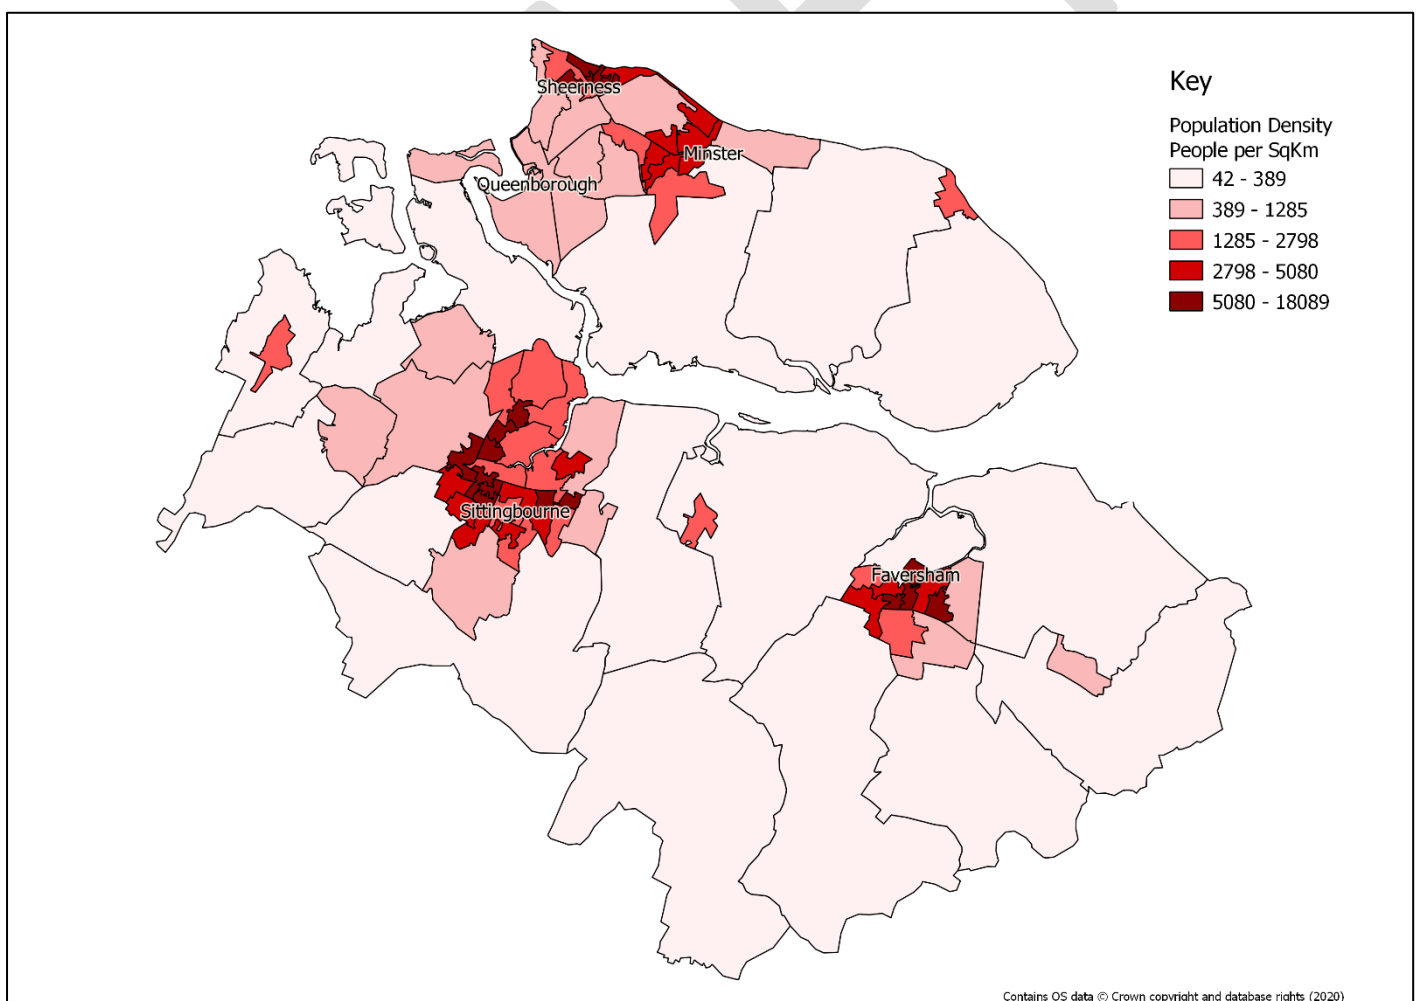 Key
Population Density
People per SqKm
42 - 389
389 - 1285
1285 - 2798
2798 - 5080
5080 - 18089
Sheerness
Minster
Queenborough
Sittingbourne
Faversham
Contains OS data © Crown copyright and database rights (2020)